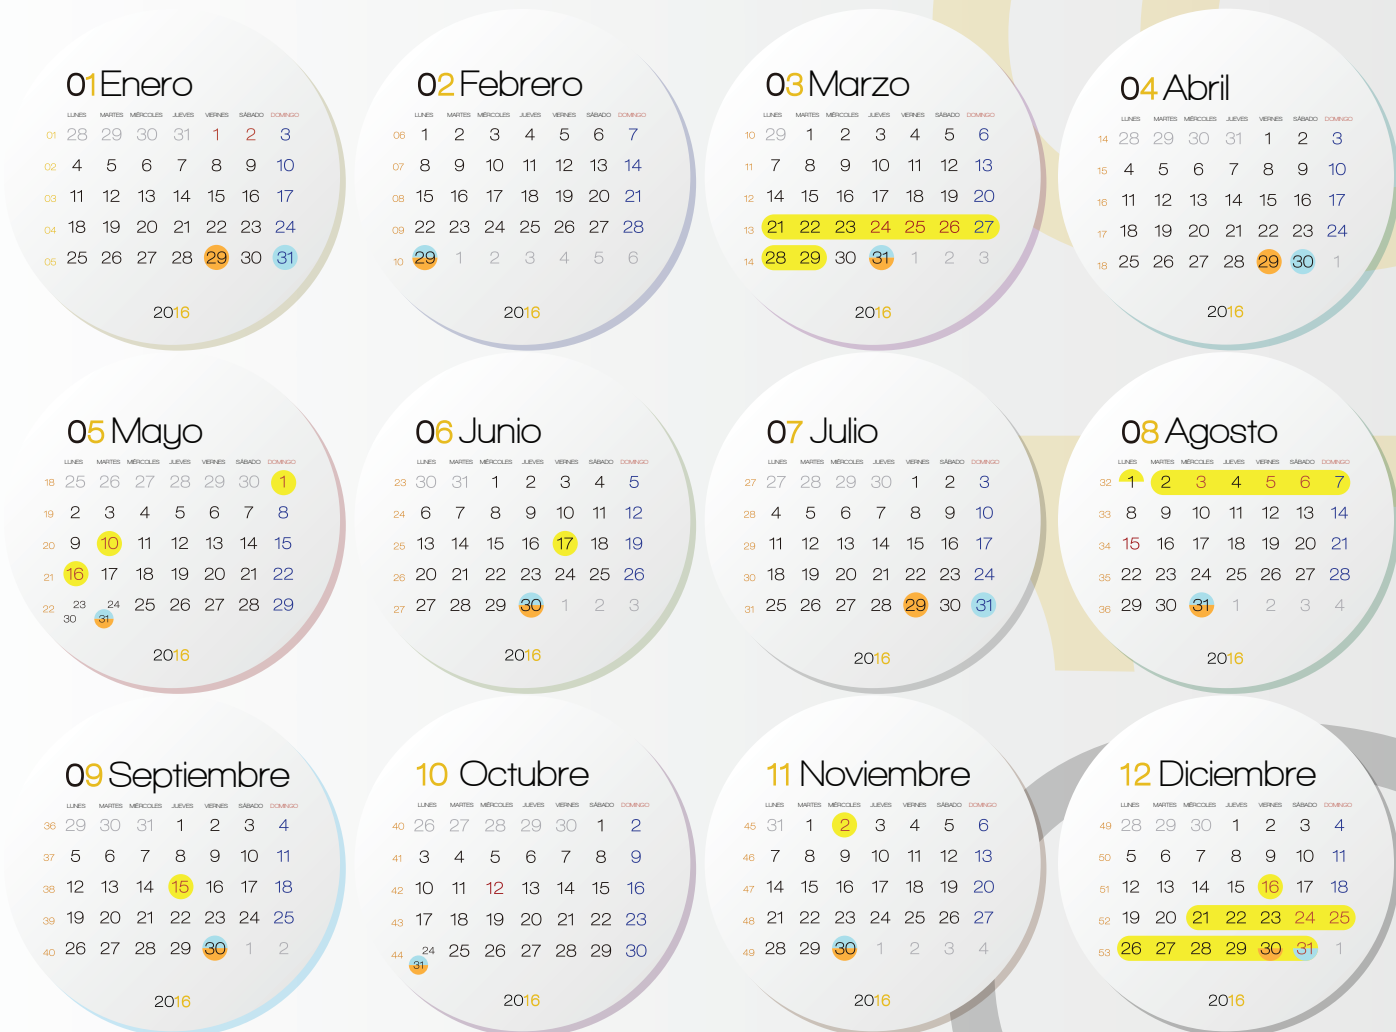 01 Enero
LUNES MARTES MIÉRCOLES JUEVES VIERNES SÁBADO DOMINGO
01 28 29 30 31 1 2 3
02 4 5 6 7 8 9 10
03 11 12 13 14 15 16 17
04 18 19 20 21 22 23 24
05 25 26 27 28 29 30 31
2016
02 Febrero
LUNES MARTES MIÉRCOLES JUEVES VIERNES SÁBADO DOMINGO
06 1 2 3 4 5 6 7
07 8 9 10 11 12 13 14
08 15 16 17 18 19 20 21
09 22 23 24 25 26 27 28
10 29 1 2 3 4 5 6
2016
03 Marzo
LUNES MARTES MIÉRCOLES JUEVES VIERNES SÁBADO DOMINGO
10 29 1 2 3 4 5 6
11 7 8 9 10 11 12 13
12 14 15 16 17 18 19 20
13 21 22 23 24 25 26 27
14 28 29 30 31 1 2 3
2016
04 Abril
LUNES MARTES MIÉRCOLES JUEVES VIERNES SÁBADO DOMINGO
14 28 29 30 31 1 2 3
15 4 5 6 7 8 9 10
16 11 12 13 14 15 16 17
17 18 19 20 21 22 23 24
18 25 26 27 28 29 30 1
2016
05 Mayo
LUNES MARTES MIÉRCOLES JUEVES VIERNES SÁBADO DOMINGO
18 25 26 27 28 29 30 1
19 2 3 4 5 6 7 8
20 9 10 11 12 13 14 15
21 16 17 18 19 20 21 22
22 23 30 24 31 25 26 27 28 29
2016
06 Junio
LUNES MARTES MIÉRCOLES JUEVES VIERNES SÁBADO DOMINGO
23 30 31 1 2 3 4 5
24 6 7 8 9 10 11 12
25 13 14 15 16 17 18 19
26 20 21 22 23 24 25 26
27 27 28 29 30 1 2 3
2016
07 Julio
LUNES MARTES MIÉRCOLES JUEVES VIERNES SÁBADO DOMINGO
27 27 28 29 30 1 2 3
28 4 5 6 7 8 9 10
29 11 12 13 14 15 16 17
30 18 19 20 21 22 23 24
31 25 26 27 28 29 30 31
2016
08 Agosto
LUNES MARTES MIÉRCOLES JUEVES VIERNES SÁBADO DOMINGO
32 1 2 3 4 5 6 7
33 8 9 10 11 12 13 14
34 15 16 17 18 19 20 21
35 22 23 24 25 26 27 28
36 29 30 31 1 2 3 4
2016
09 Septiembre
LUNES MARTES MIÉRCOLES JUEVES VIERNES SÁBADO DOMINGO
36 29 30 31 1 2 3 4
37 5 6 7 8 9 10 11
38 12 13 14 15 16 17 18
39 19 20 21 22 23 24 25
40 26 27 28 29 30 1 2
2016
10 Octubre
LUNES MARTES MIÉRCOLES JUEVES VIERNES SÁBADO DOMINGO
40 26 27 28 29 30 1 2
41 3 4 5 6 7 8 9
42 10 11 12 13 14 15 16
43 17 18 19 20 21 22 23
44 24 31 25 26 27 28 29 30
2016
11 Noviembre
LUNES MARTES MIÉRCOLES JUEVES VIERNES SÁBADO DOMINGO
45 31 1 2 3 4 5 6
46 7 8 9 10 11 12 13
47 14 15 16 17 18 19 20
48 21 22 23 24 25 26 27
49 28 29 30 1 2 3 4
2016
12 Diciembre
LUNES MARTES MIÉRCOLES JUEVES VIERNES SÁBADO DOMINGO
49 28 29 30 1 2 3 4
50 5 6 7 8 9 10 11
51 12 13 14 15 16 17 18
52 19 20 21 22 23 24 25
53 26 27 28 29 30 31 1
2016